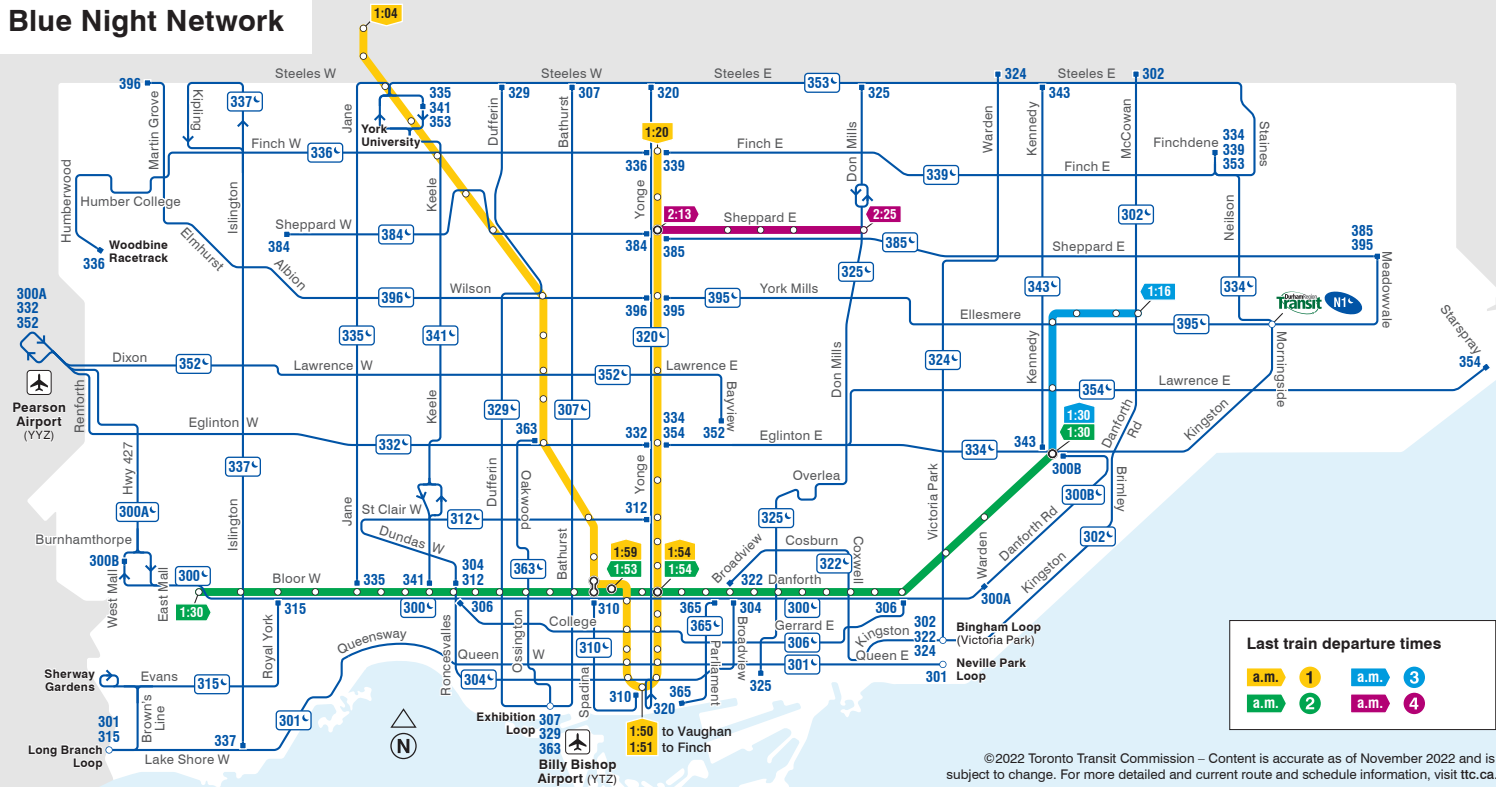 Blue Night Network
1:04
Steeles W
Steeles W
Steeles E
353
324
Steeles E
302
396
Martin Grove
Kipling
337
Jane
335
341
353
York
University
Dufferin
329
Bathurst
307
320
325
Don Mills
Warden
343
Kennedy
McCowan
Staines
Finchdene
334
339
353
1:20
Finch W
336
336
339
Finch E
339
Finch E
Humberwood
Humber College
Islington
Keele
Yonge
Neilson
302
Woodbine
Racetrack
336
Elmhurst
Albion
Sheppard W
384
384
384
385
2:13
Sheppard E
2:25
385
Sheppard E
385
395
Meadowvale
325
343
334
DurhamRegion
Transit
N1
1:16
396
Wilson
396
395
395
York Mills
Ellesmere
395
300A
332
352
Pearson
Airport
(YYZ)
Dixon
352
Lawrence W
335
341
320
352
Lawrence E
Bayview
352
Don Mills
324
Kennedy
354
Lawrence E
Morningside
Starspray
354
Renforth
Eglinton W
332
Keele
329
307
363
332
334
354
Eglinton E
334
343
1:30
1:30
Danforth
Rd
Kingston
300B
Hwy 427
337
Dufferin
Oakwood
Yonge
Overlea
Victoria Park
Brimley
300B
300A
Islington
Jane
St Clair W
312
312
325
Danforth Rd
302
Burnhamthorpe
300B
300
Dundas W
Bathurst
363
1:59
1:53
1:54
1:54
Broadview
Cosburn
322
Coxwell
Warden
Kingston
West Mall
East Mall
1:30
Bloor W
335
341
304
312
322
Danforth
300A
315
300
306
310
365
304
300
306
Royal York
Roncesvalles
Ossington
College
310
365
Parliament
Broadview
Gerrard E
306
Kingston
302
322
324
Bingham Loop
(Victoria Park)
Queensway
Queen
W
304
Spadina
301
Queen E
301
Neville Park
Loop
Sherway
Gardens
Evans
315
Brown's
Line
301
315
Long Branch
Loop
301
337
Lake Shore W
N
Exhibition
Loop
307
329
363
Billy Bishop
Airport (YTZ)
310
320
365
325
1:50
1:51
to Vaughan
to Finch
Last train departure times
a.m. 1
a.m. 3
a.m. 2
a.m. 4
©2022 Toronto Transit Commission – Content is accurate as of November 2022 and is
subject to change. For more detailed and current route and schedule information, visit ttc.ca.